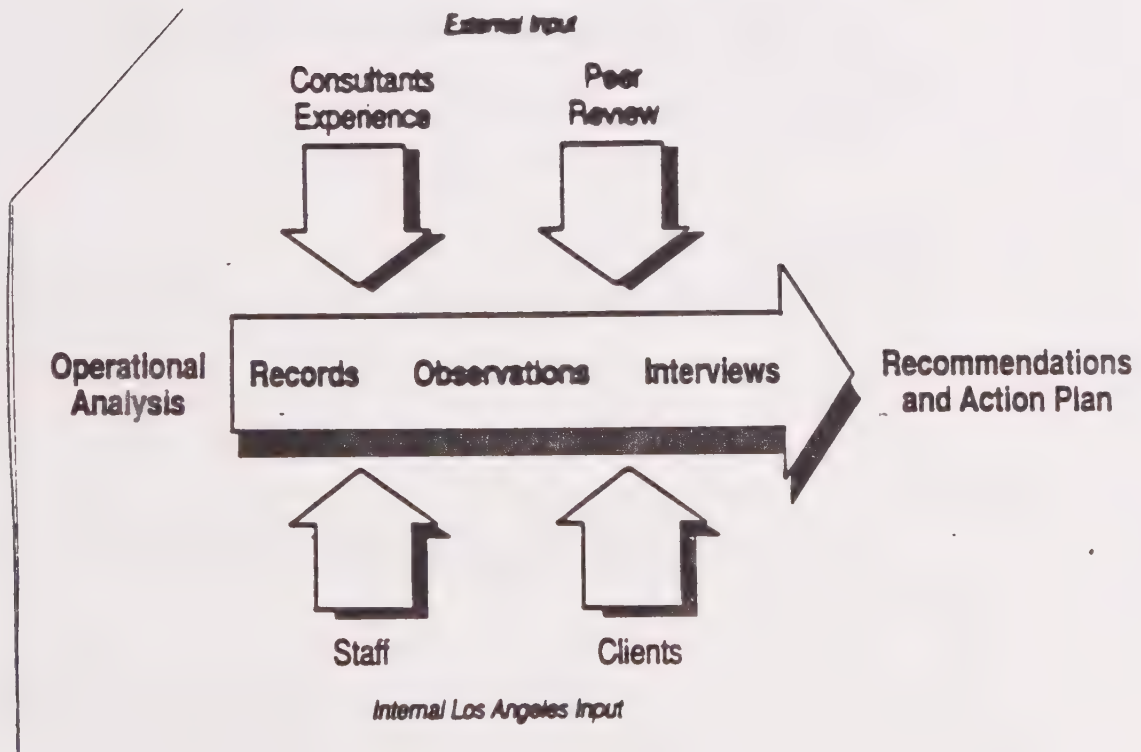 External Input
Consultants
Experience
Peer
Review
Operational
Analysis
Records Observations Interviews
Recommendations
and Action Plan
Staff
Clients
Internal Los Angeles Input